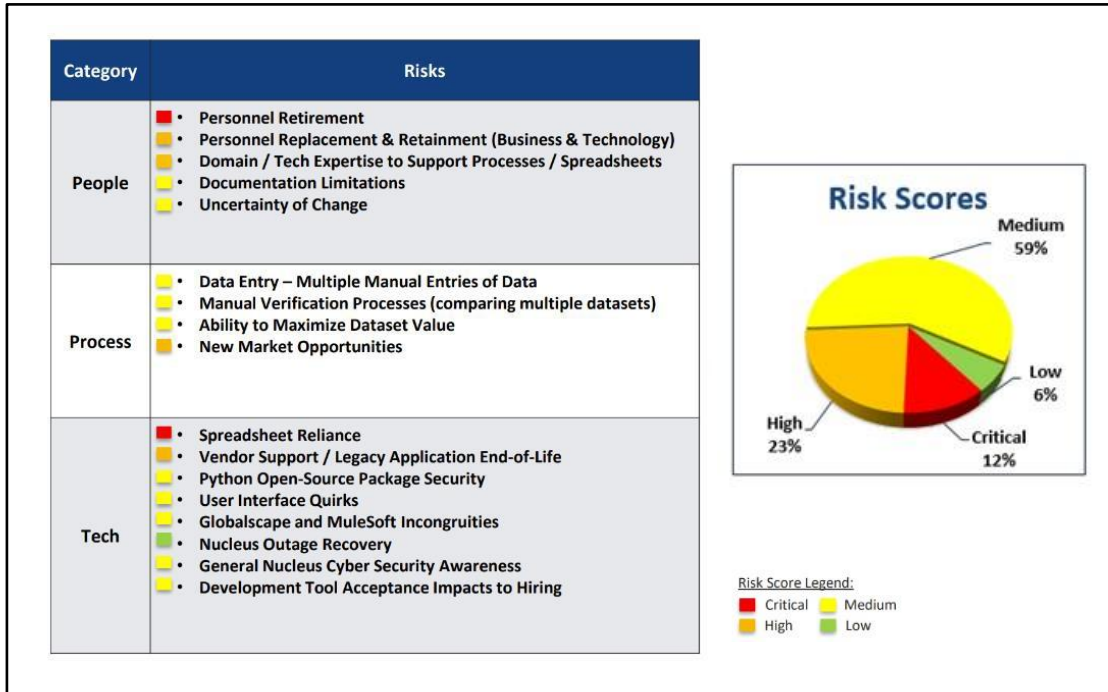 Category Risks
People
• Personnel Retirement
• Personnel Replacement & Retainment (Business & Technology)
• Domain / Tech Expertise to Support Processes / Spreadsheets
• Documentation Limitations
• Uncertainty of Change
Process
• Data Entry – Multiple Manual Entries of Data
• Manual Verification Processes (comparing multiple datasets)
• Ability to Maximize Dataset Value
• New Market Opportunities
Tech
• Spreadsheet Reliance
• Vendor Support / Legacy Application End-of-Life
• Python Open-Source Package Security
• User Interface Quirks
• Globalscape and MuleSoft Incongruities
• Nucleus Outage Recovery
• General Nucleus Cyber Security Awareness
• Development Tool Acceptance Impacts to Hiring
Risk Scores
Medium
59%
Low
6%
High
23%
Critical
12%
Risk Score Legend:
Critical Medium
High Low